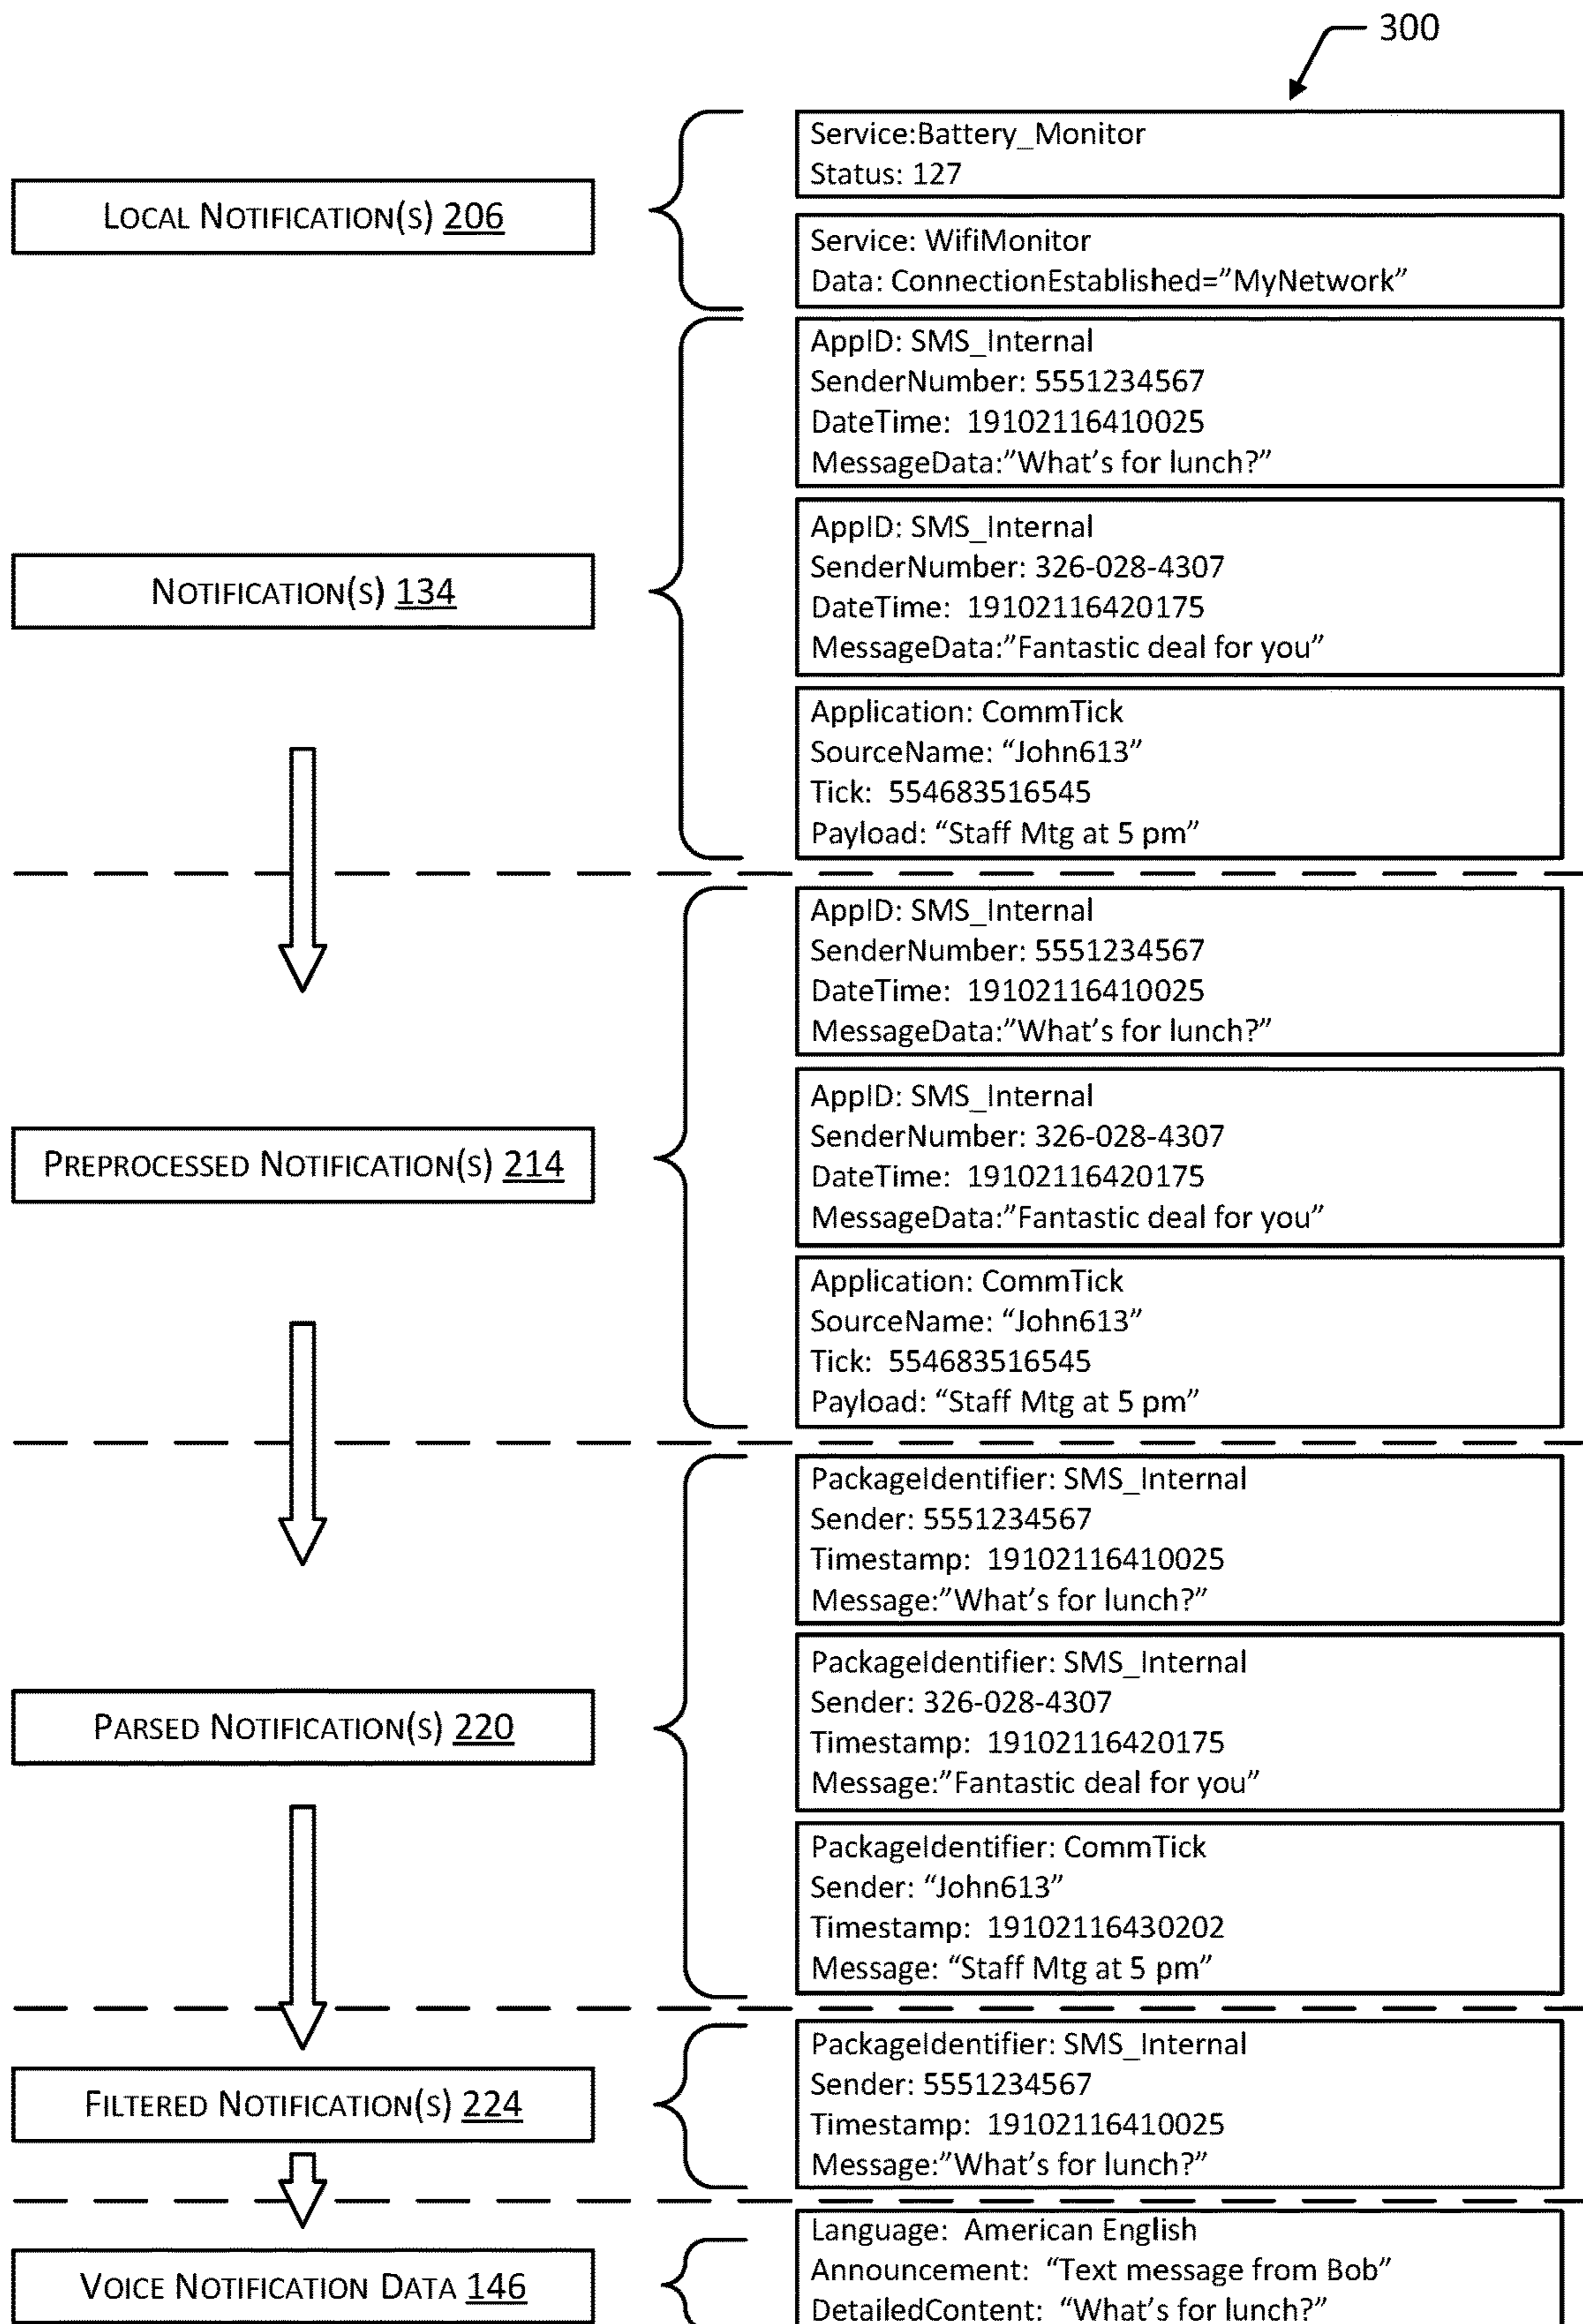 300
LOCAL NOTIFICATION(S) 206
Service:Battery_Monitor
Status: 127
Service: WifiMonitor
Data: ConnectionEstablished=”MyNetwork”
NOTIFICATION(S) 134
AppID: SMS_Internal
SenderNumber: 5551234567
DateTime: 19102116410025
MessageData:”What’s for lunch?”
AppID: SMS_Internal
SenderNumber: 326-028-4307
DateTime: 19102116420175
MessageData:”Fantastic deal for you”
Application: CommTick
SourceName: “John613”
Tick: 554683516545
Payload: “Staff Mtg at 5 pm”
PREPROCESSED NOTIFICATION(S) 214
AppID: SMS_Internal
SenderNumber: 5551234567
DateTime: 19102116410025
MessageData:”What’s for lunch?”
AppID: SMS_Internal
SenderNumber: 326-028-4307
DateTime: 19102116420175
MessageData:”Fantastic deal for you”
Application: CommTick
SourceName: “John613”
Tick: 554683516545
Payload: “Staff Mtg at 5 pm”
PARSED NOTIFICATION(S) 220
PackageIdentifier: SMS_Internal
Sender: 5551234567
Timestamp: 19102116410025
Message:”What’s for lunch?”
PackageIdentifier: SMS_Internal
Sender: 326-028-4307
Timestamp: 19102116420175
Message:”Fantastic deal for you”
PackageIdentifier: CommTick
Sender: “John613”
Timestamp: 19102116430202
Message: “Staff Mtg at 5 pm”
FILTERED NOTIFICATION(S) 224
PackageIdentifier: SMS_Internal
Sender: 5551234567
Timestamp: 19102116410025
Message:”What’s for lunch?”
VOICE NOTIFICATION DATA 146
Language: American English
Announcement: “Text message from Bob”
DetailedContent: “What’s for lunch?”